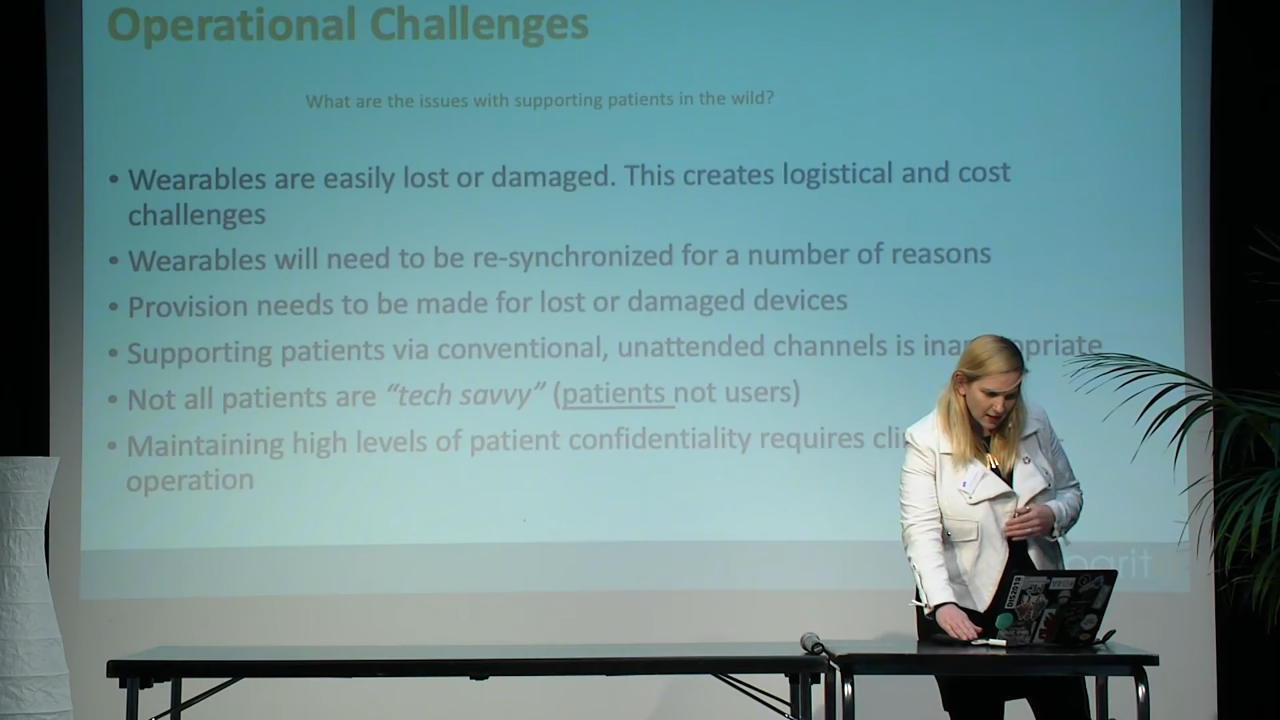 Operational Challenges
What are the issues with supporting patients in the wild?
• Wearables are easily lost or damaged. This creates logistical and cost
challenges
• Wearables will need to be re-synchronized for a number of reasons
• Provision needs to be made for lost or damaged devices
• Supporting patients via conventional, unattended channels is
• Not all patients are "tech savvy" (patients not users)
• Maintaining high levels of patient confidentiality requires
operation